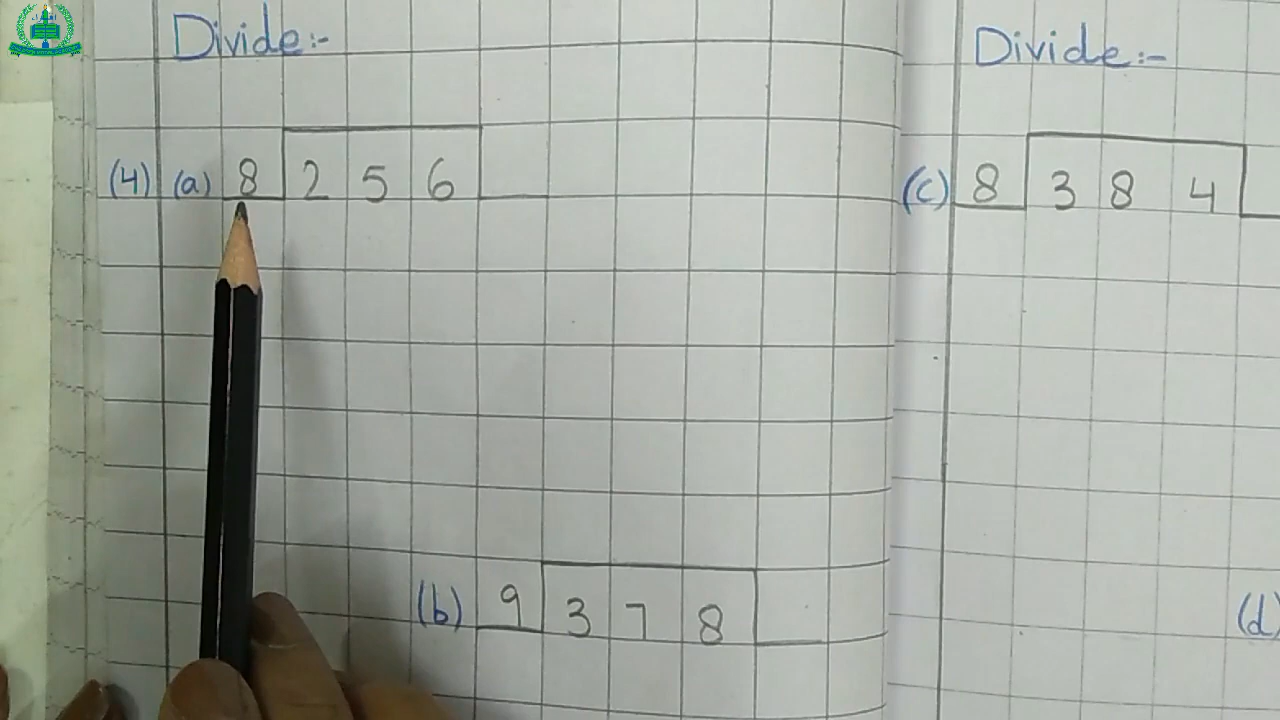 Divide:-
(4) (a) 8 2 5 6
(b) 9 3 7 8
Divide:-
(c) 8 3 8 4
(d)